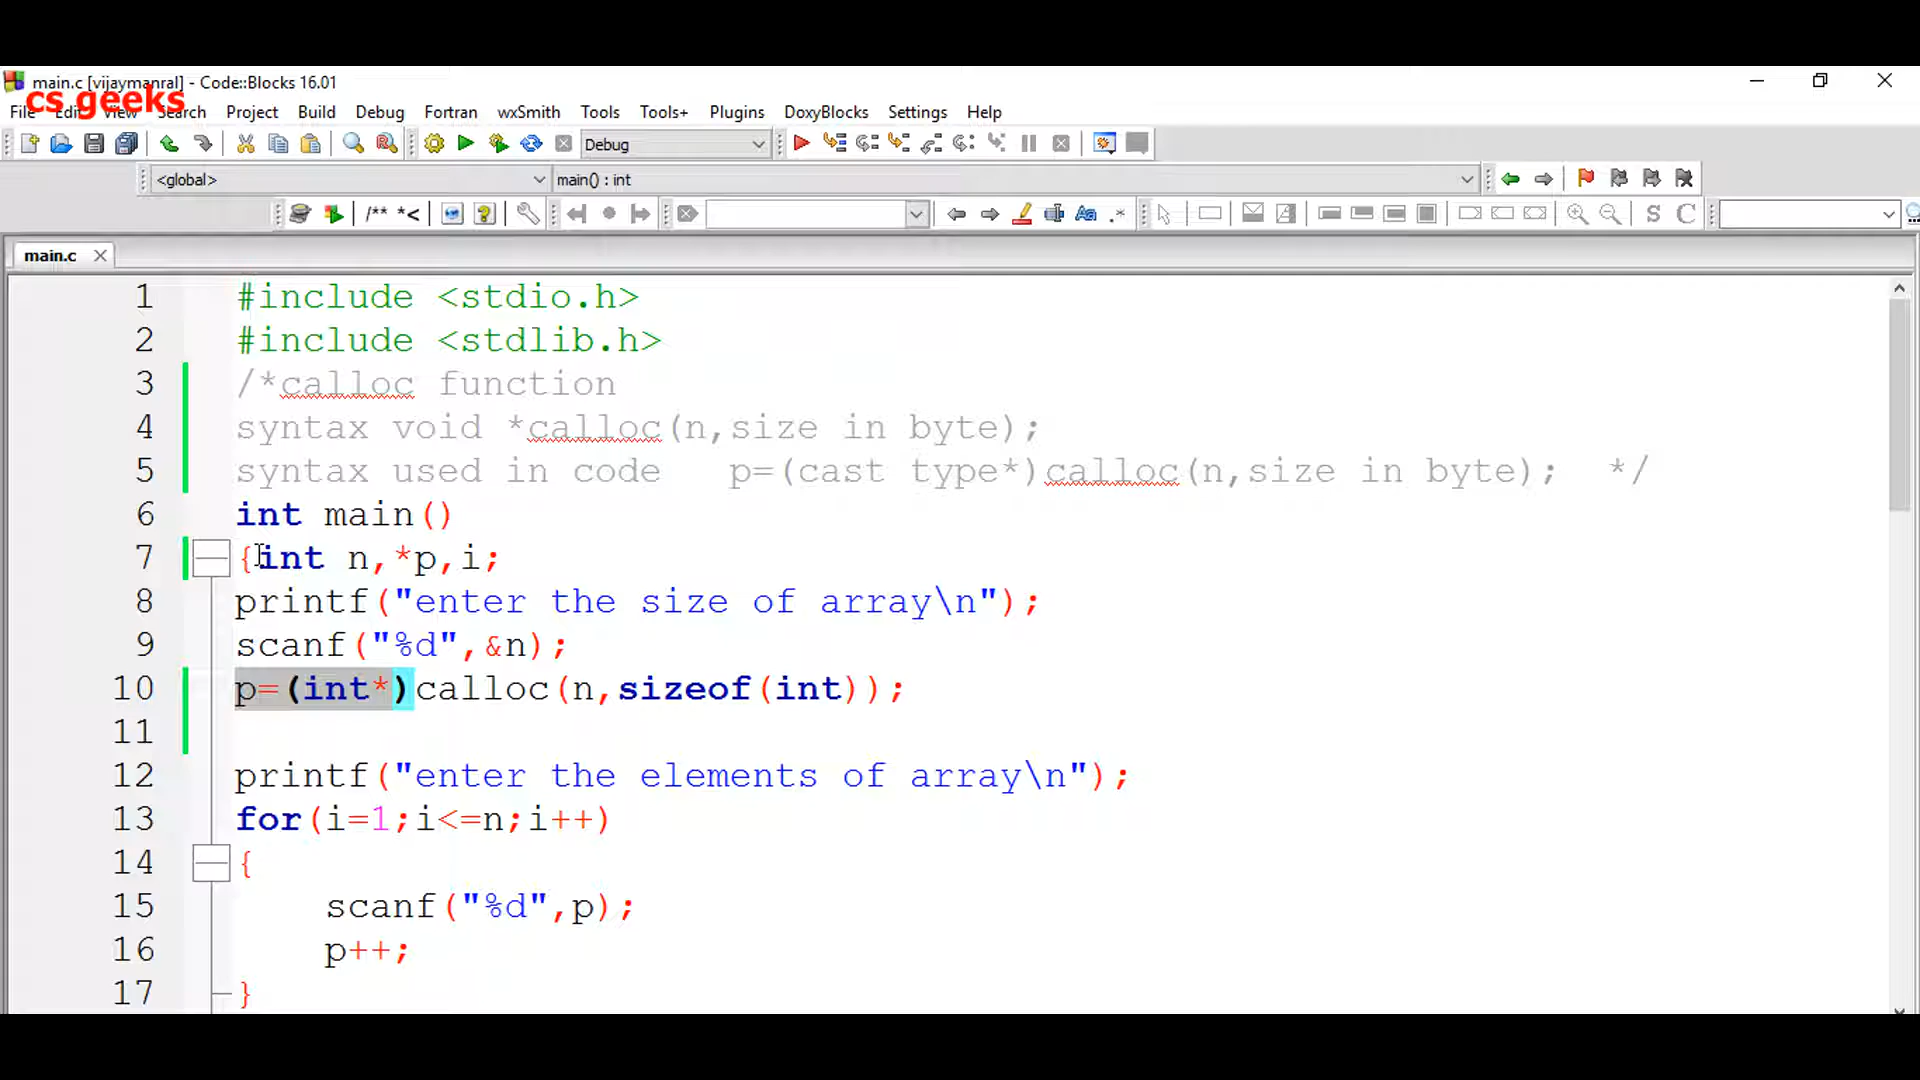 main.c [vijaymanral] - Code::Blocks 16.01
cs geeks
File Edit View Search Project Build Debug Fortran wxSmith Tools Tools+ Plugins DoxyBlocks Settings Help
Debug
<global> main() : int
/** *<
Aa .* S C
main.c
1 #include <stdio.h>
2 #include <stdlib.h>
3 /*calloc function
4 syntax void *calloc(n,size in byte);
5 syntax used in code p=(cast type*)calloc(n,size in byte); */
6 int main()
7 {int n,*p,i;
8 printf("enter the size of array\n");
9 scanf("%d",&n);
10 p=(int*)calloc(n,sizeof(int));
11
12 printf("enter the elements of array\n");
13 for(i=1;i<=n;i++)
14 {
15 scanf("%d",p);
16 p++;
17 }